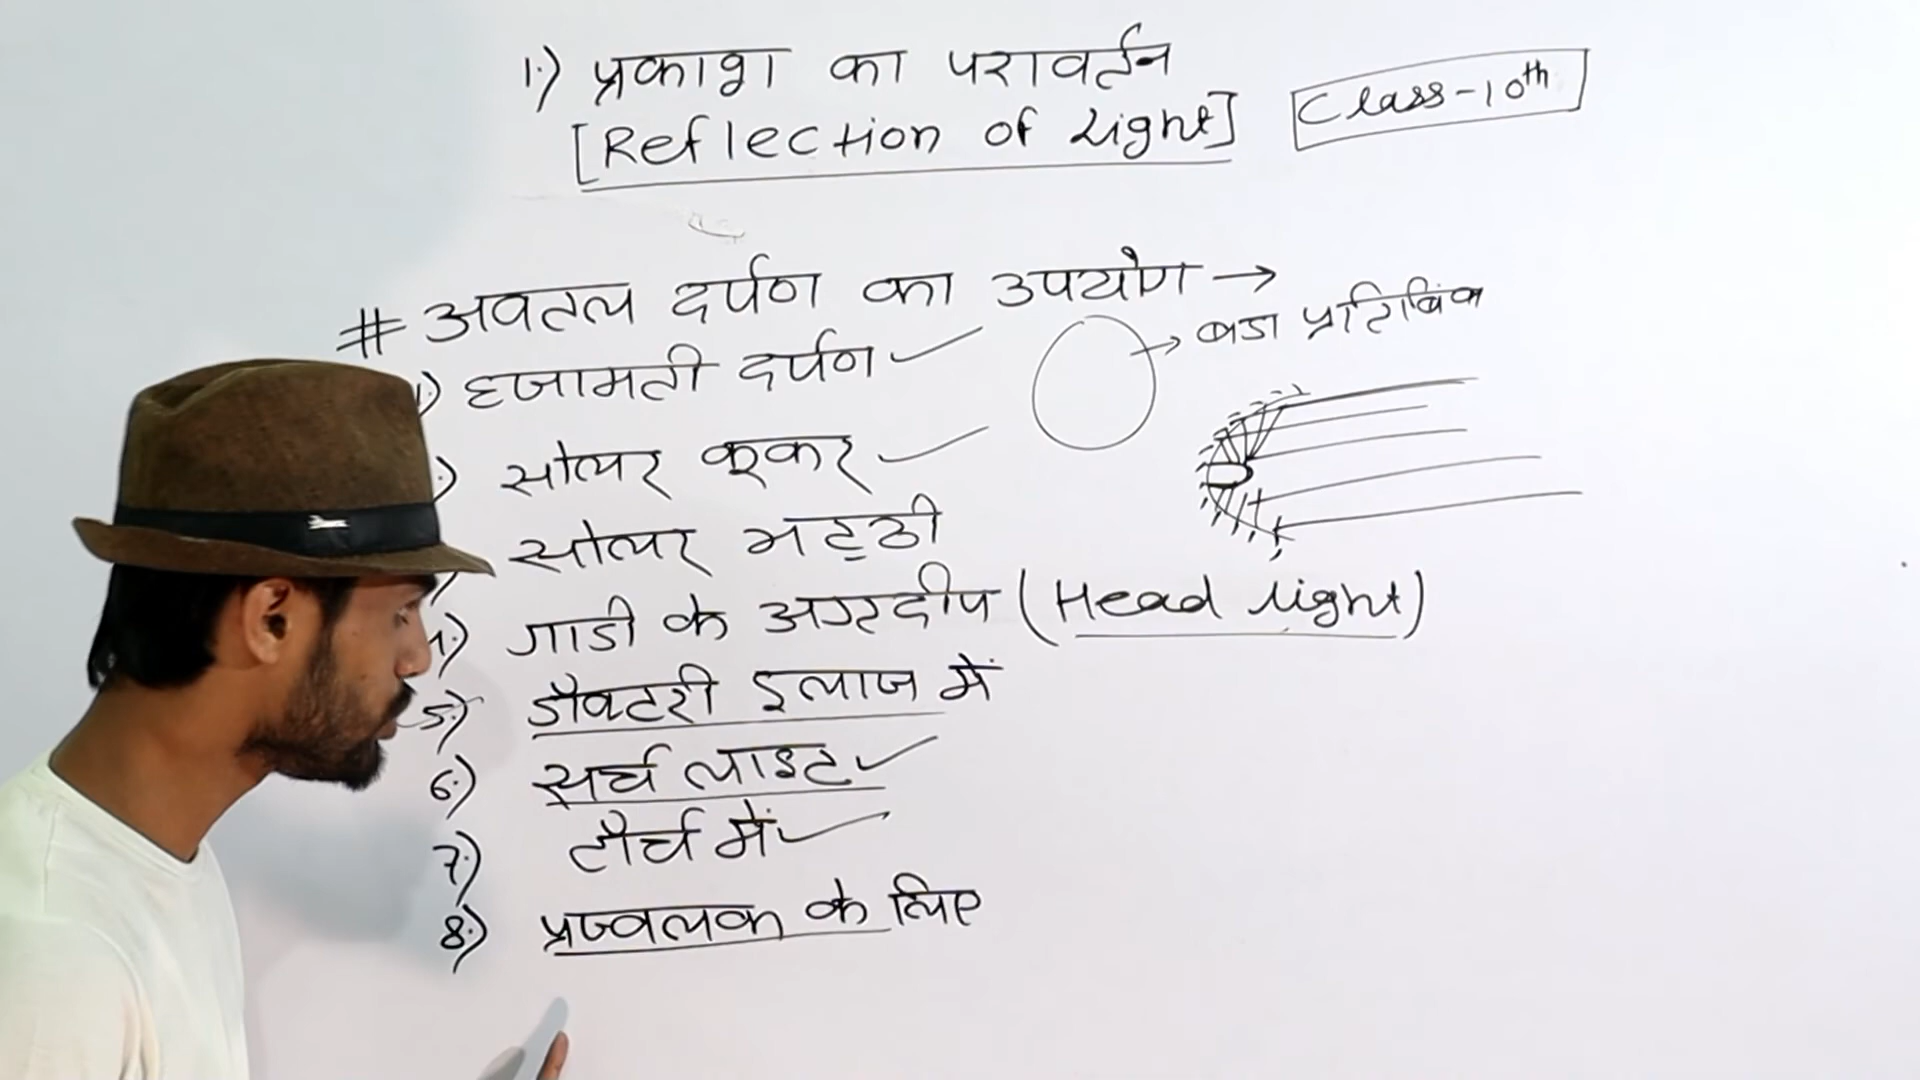 1.) प्रकाश का परावर्तन
[Reflection of Light]
Class-10th
# अवतल दर्पण का उपयोग →
1) हजामती दर्पण
→ बडा प्रतिबिंब
) सोलर कूकर
) सोलर भट्ठी
4.) गाडी के अग्रदीप (Head Light)
5.) डॉक्टरी इलाज में
6.) सर्च लाइट
7.) टौर्च में
8.) प्रज्वलक के लिए